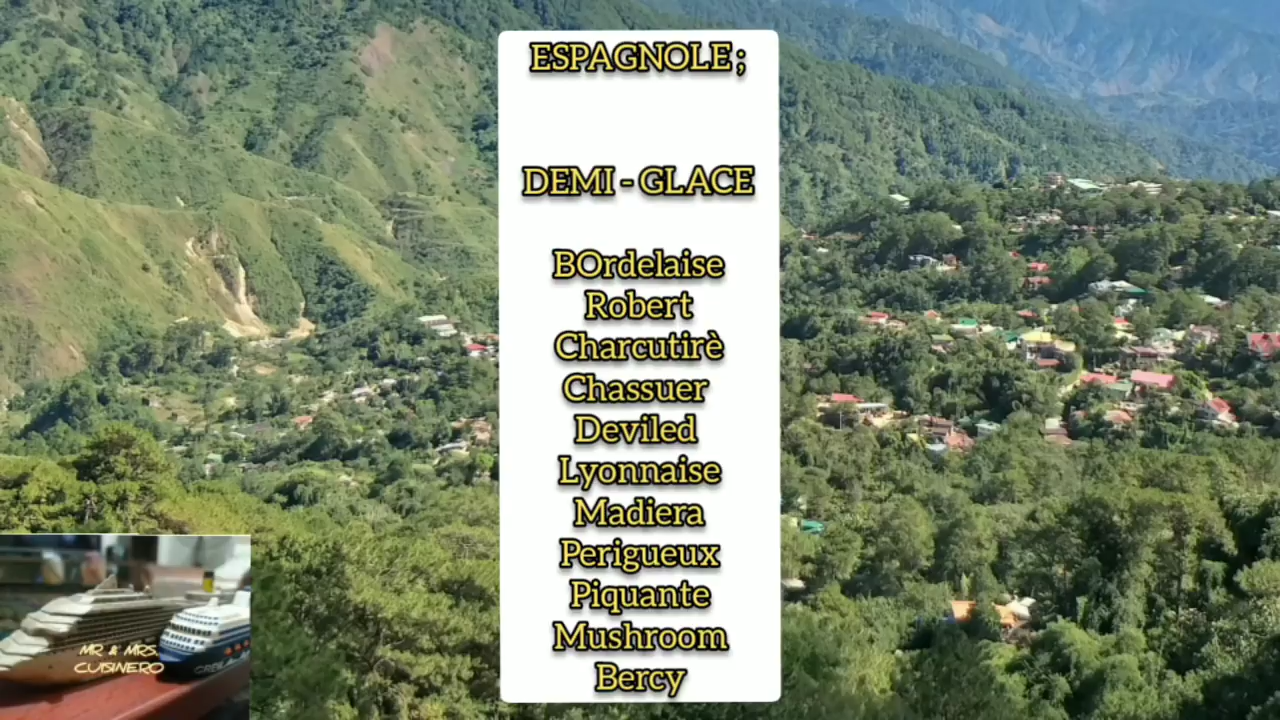 ESPAGNOLE ;
DEMI - GLACE
BOrdelaise
Robert
Charcutirè
Chassuer
Deviled
Lyonnaise
Madiera
Perigueux
Piquante
Mushroom
Bercy
MR & MRS.
CUISINERO